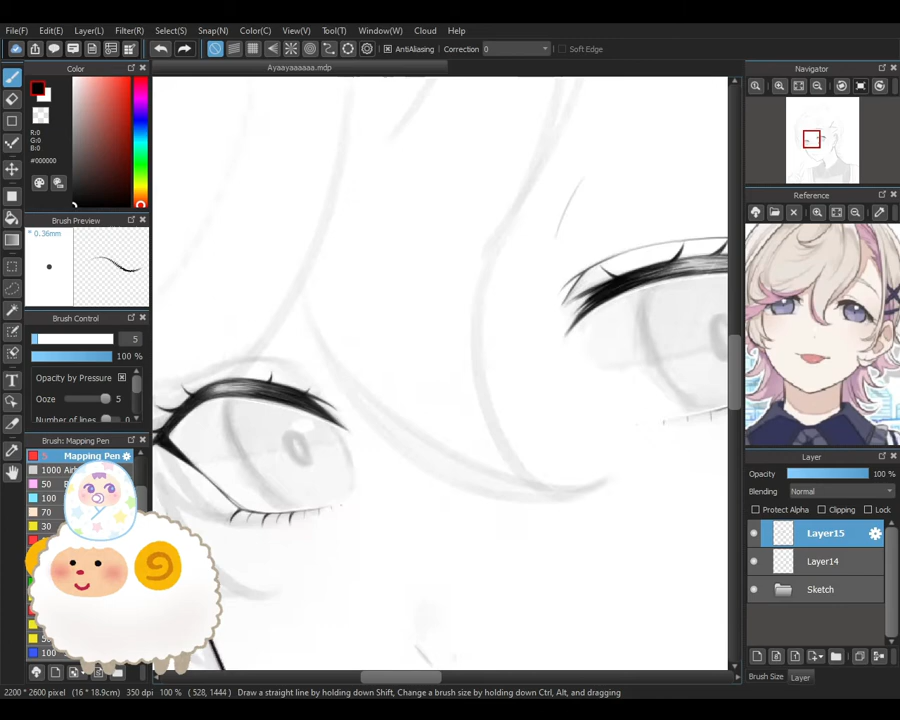 File(F) Edit Layer(L) Filter(R) Select(S) Snap(N) Color(C) View(V) Tool(T) Window(W) Cloud
AntiAliasing Correction 0 Soft Edge
Color
R:0
G:0
B:0
#000000
Brush Preview
* 0.36mm
Brush Control
5
100 %
Opacity by Pressure
Ooze 5
Number of lines 0
Brush: Mapping Pen
5 Mapping Pen
1000
50
100
70
30
100
Ayaayaaaaaa.mdp
Navigator
Reference
Layer
Opacity 100 %
Blending Normal
Protect Alpha Clipping Lock
Layer15
Layer14
Sketch
Brush Size Layer
2200 * 2600 pixel (16 * 18.9cm) 350 dpi 100 % ( 528, 1444 ) Draw a straight line by holding down Shift, Change a brush size by holding down Ctrl, Alt, and dragging